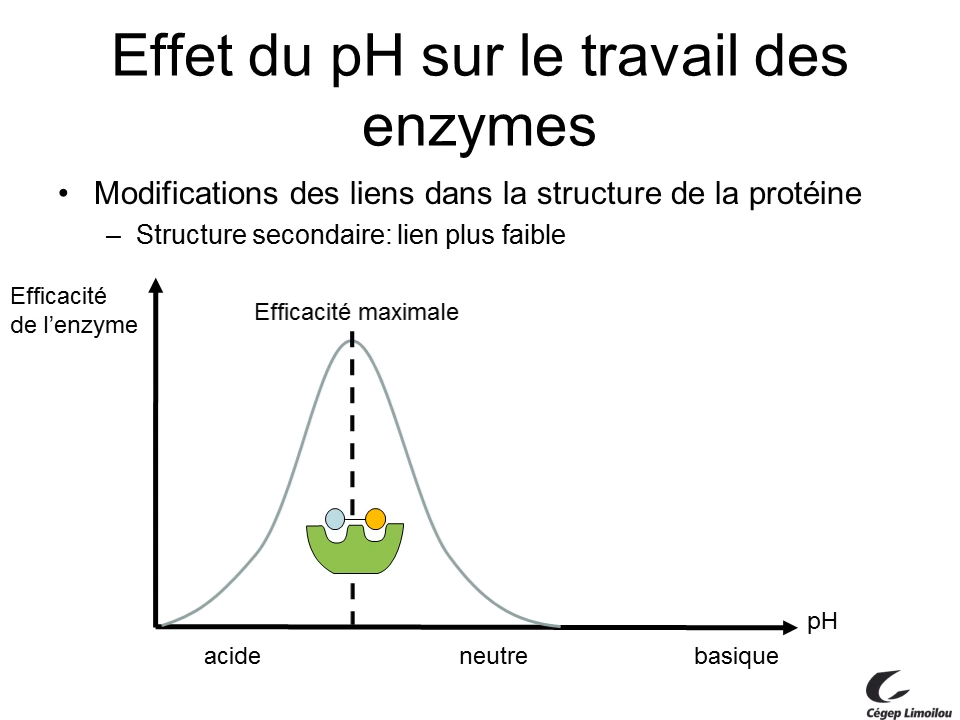 Effet du pH sur le travail des
enzymes
• Modifications des liens dans la structure de la protéine
– Structure secondaire: lien plus faible
Efficacité
de l’enzyme
Efficacité maximale
pH
acide neutre basique
Cégep Limoilou